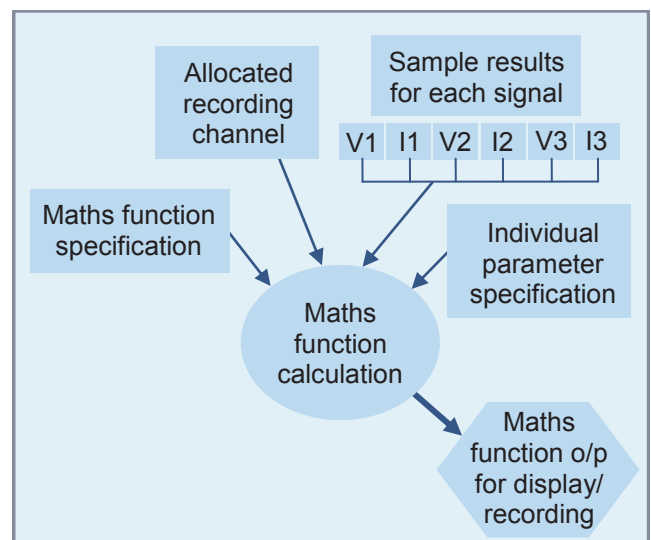 Allocated
recording
channel
Sample results
for each signal
V1 I1 V2 I2 V3 I3
Maths function
specification
Individual
parameter
specification
Maths
function
calculation
Maths
function o/p
for display/
recording